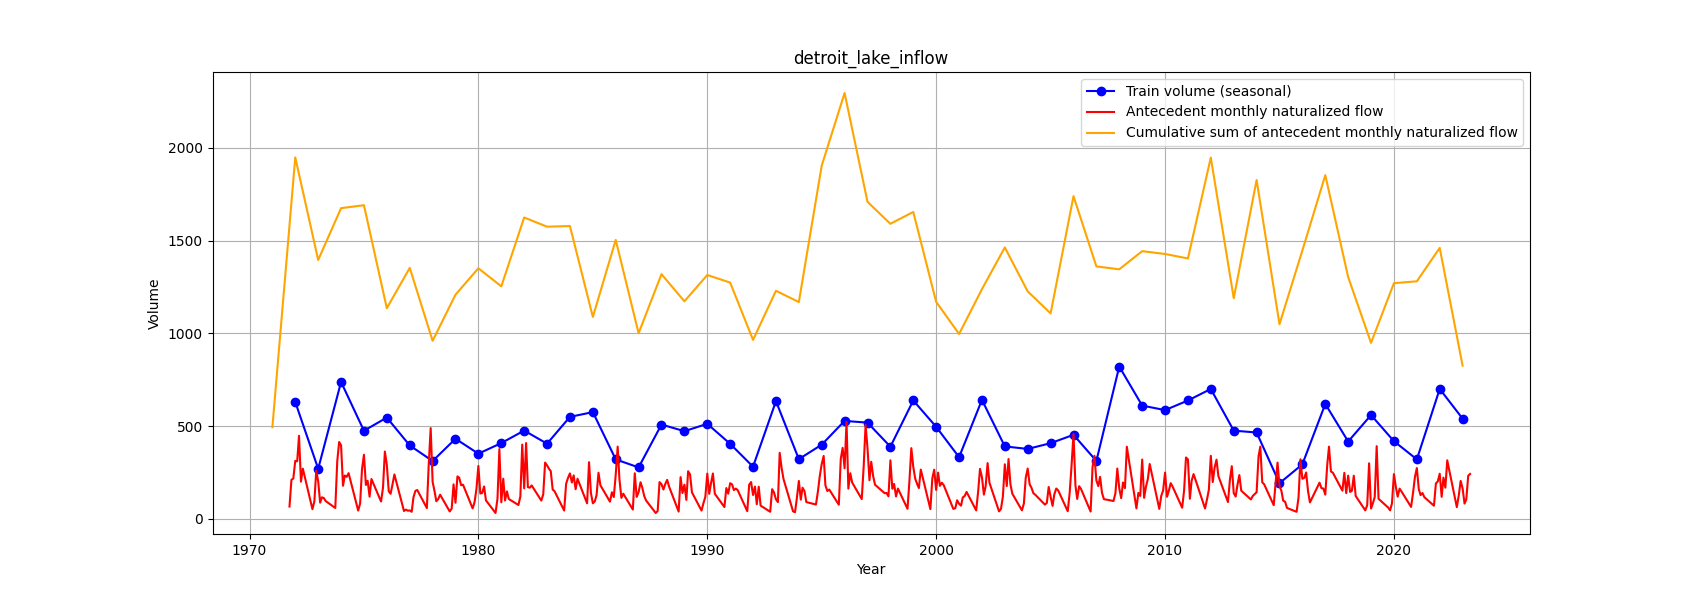 detroit_lake_inflow
Train volume (seasonal)
Antecedent monthly naturalized flow
Cumulative sum of antecedent monthly naturalized flow
Volume
2000
1500
1000
500
0
1970 1980 1990 2000 2010 2020
Year